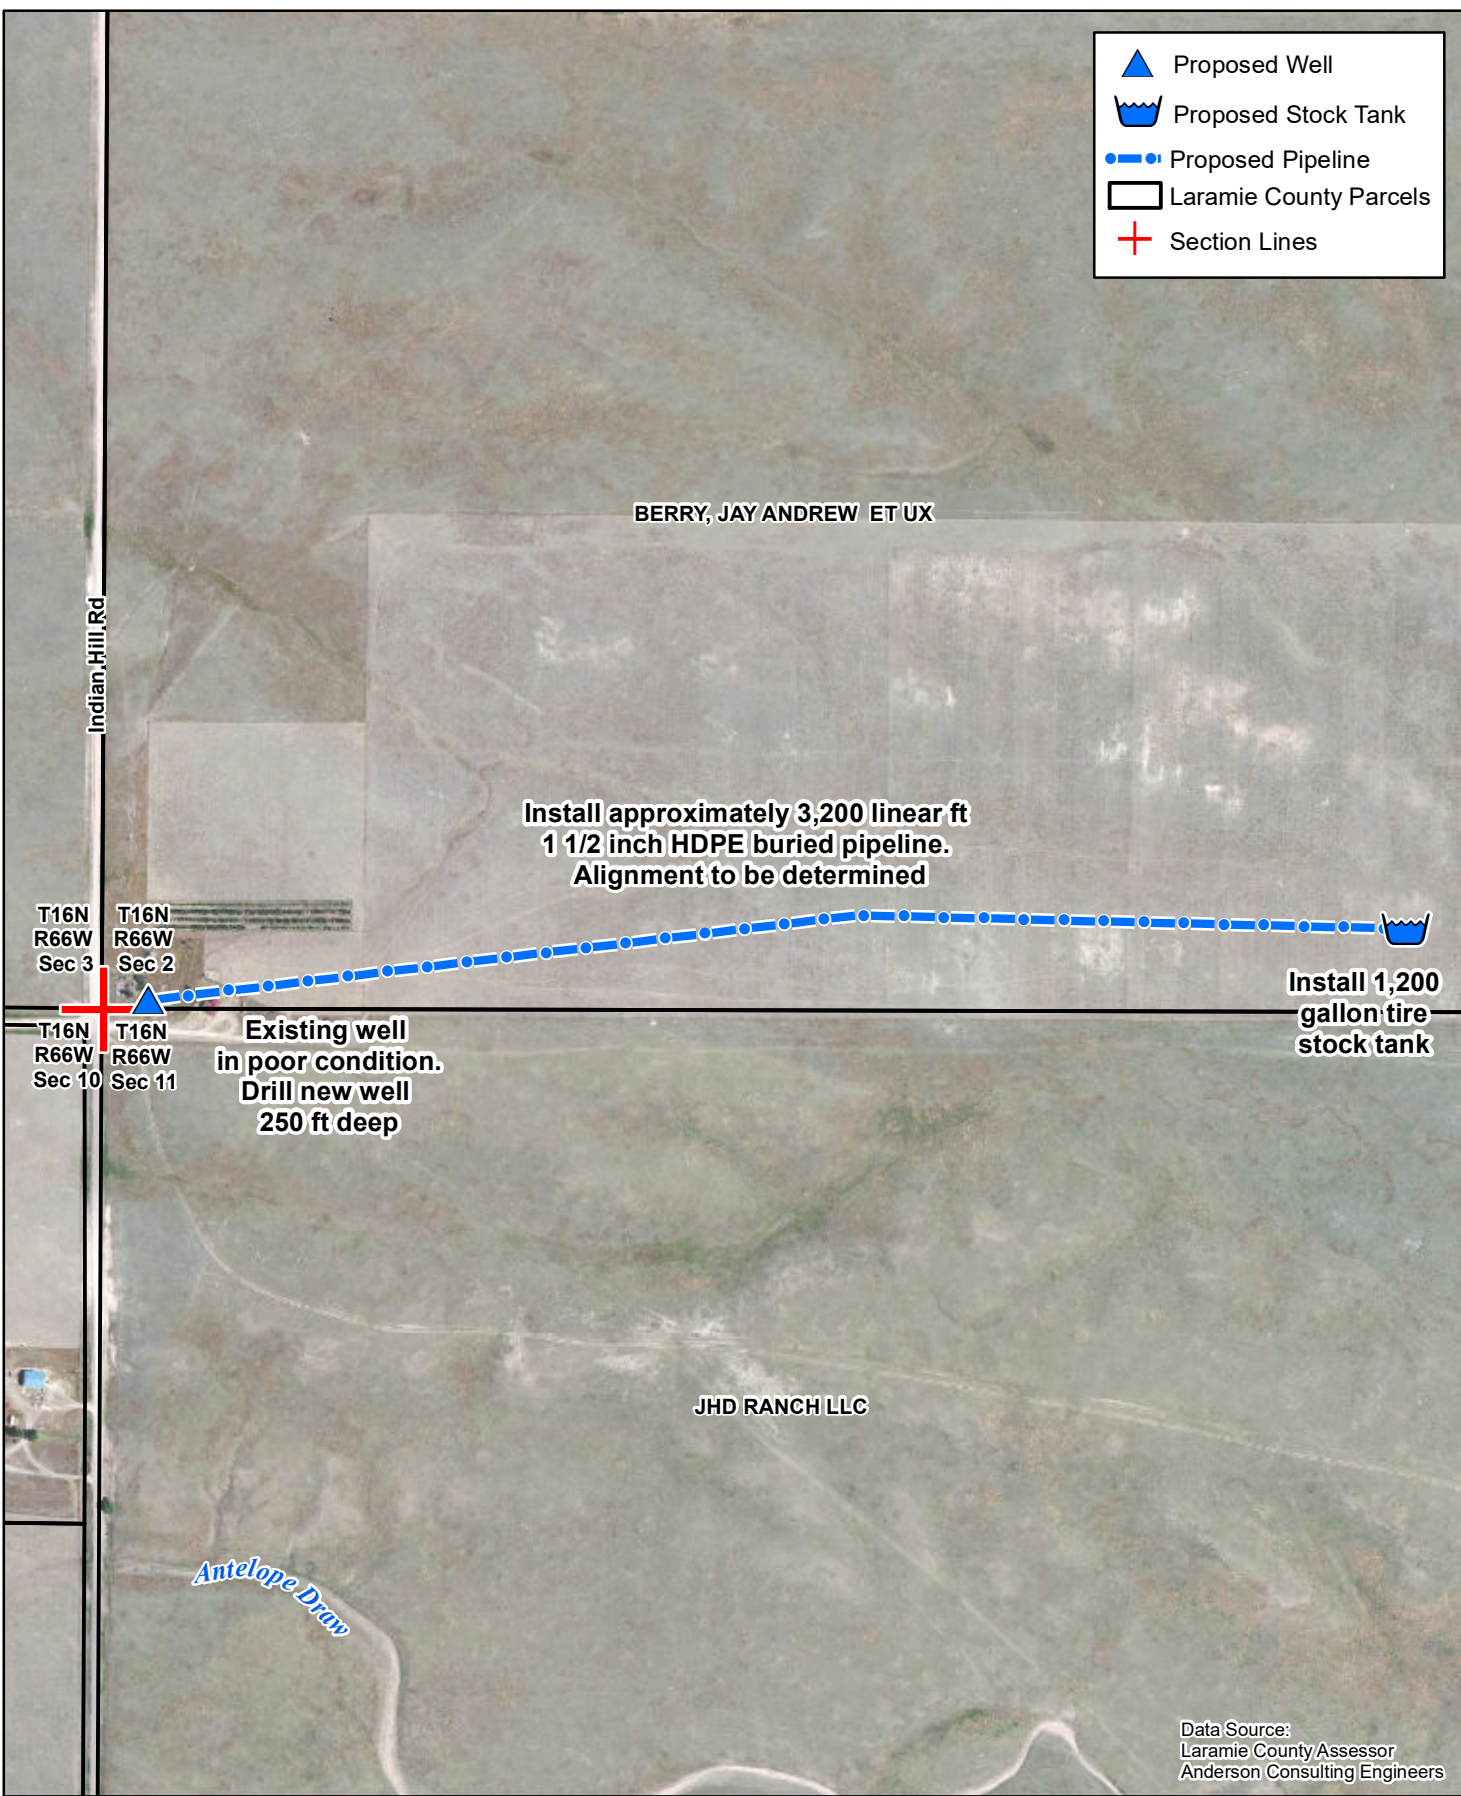 Proposed Well
Proposed Stock Tank
Proposed Pipeline
Laramie County Parcels
Section Lines
BERRY, JAY ANDREW  ET UX
Indian Hill Rd
Install approximately 3,200 linear ft
1 1/2 inch HDPE buried pipeline.
Alignment to be determined
T16N
R66W
Sec 3
T16N
R66W
Sec 2
T16N
R66W
Sec 10
T16N
R66W
Sec 11
Existing well
in poor condition.
Drill new well
250 ft deep
Install 1,200
gallon tire
stock tank
JHD RANCH LLC
Antelope Draw
Data Source:
Laramie County Assessor
Anderson Consulting Engineers